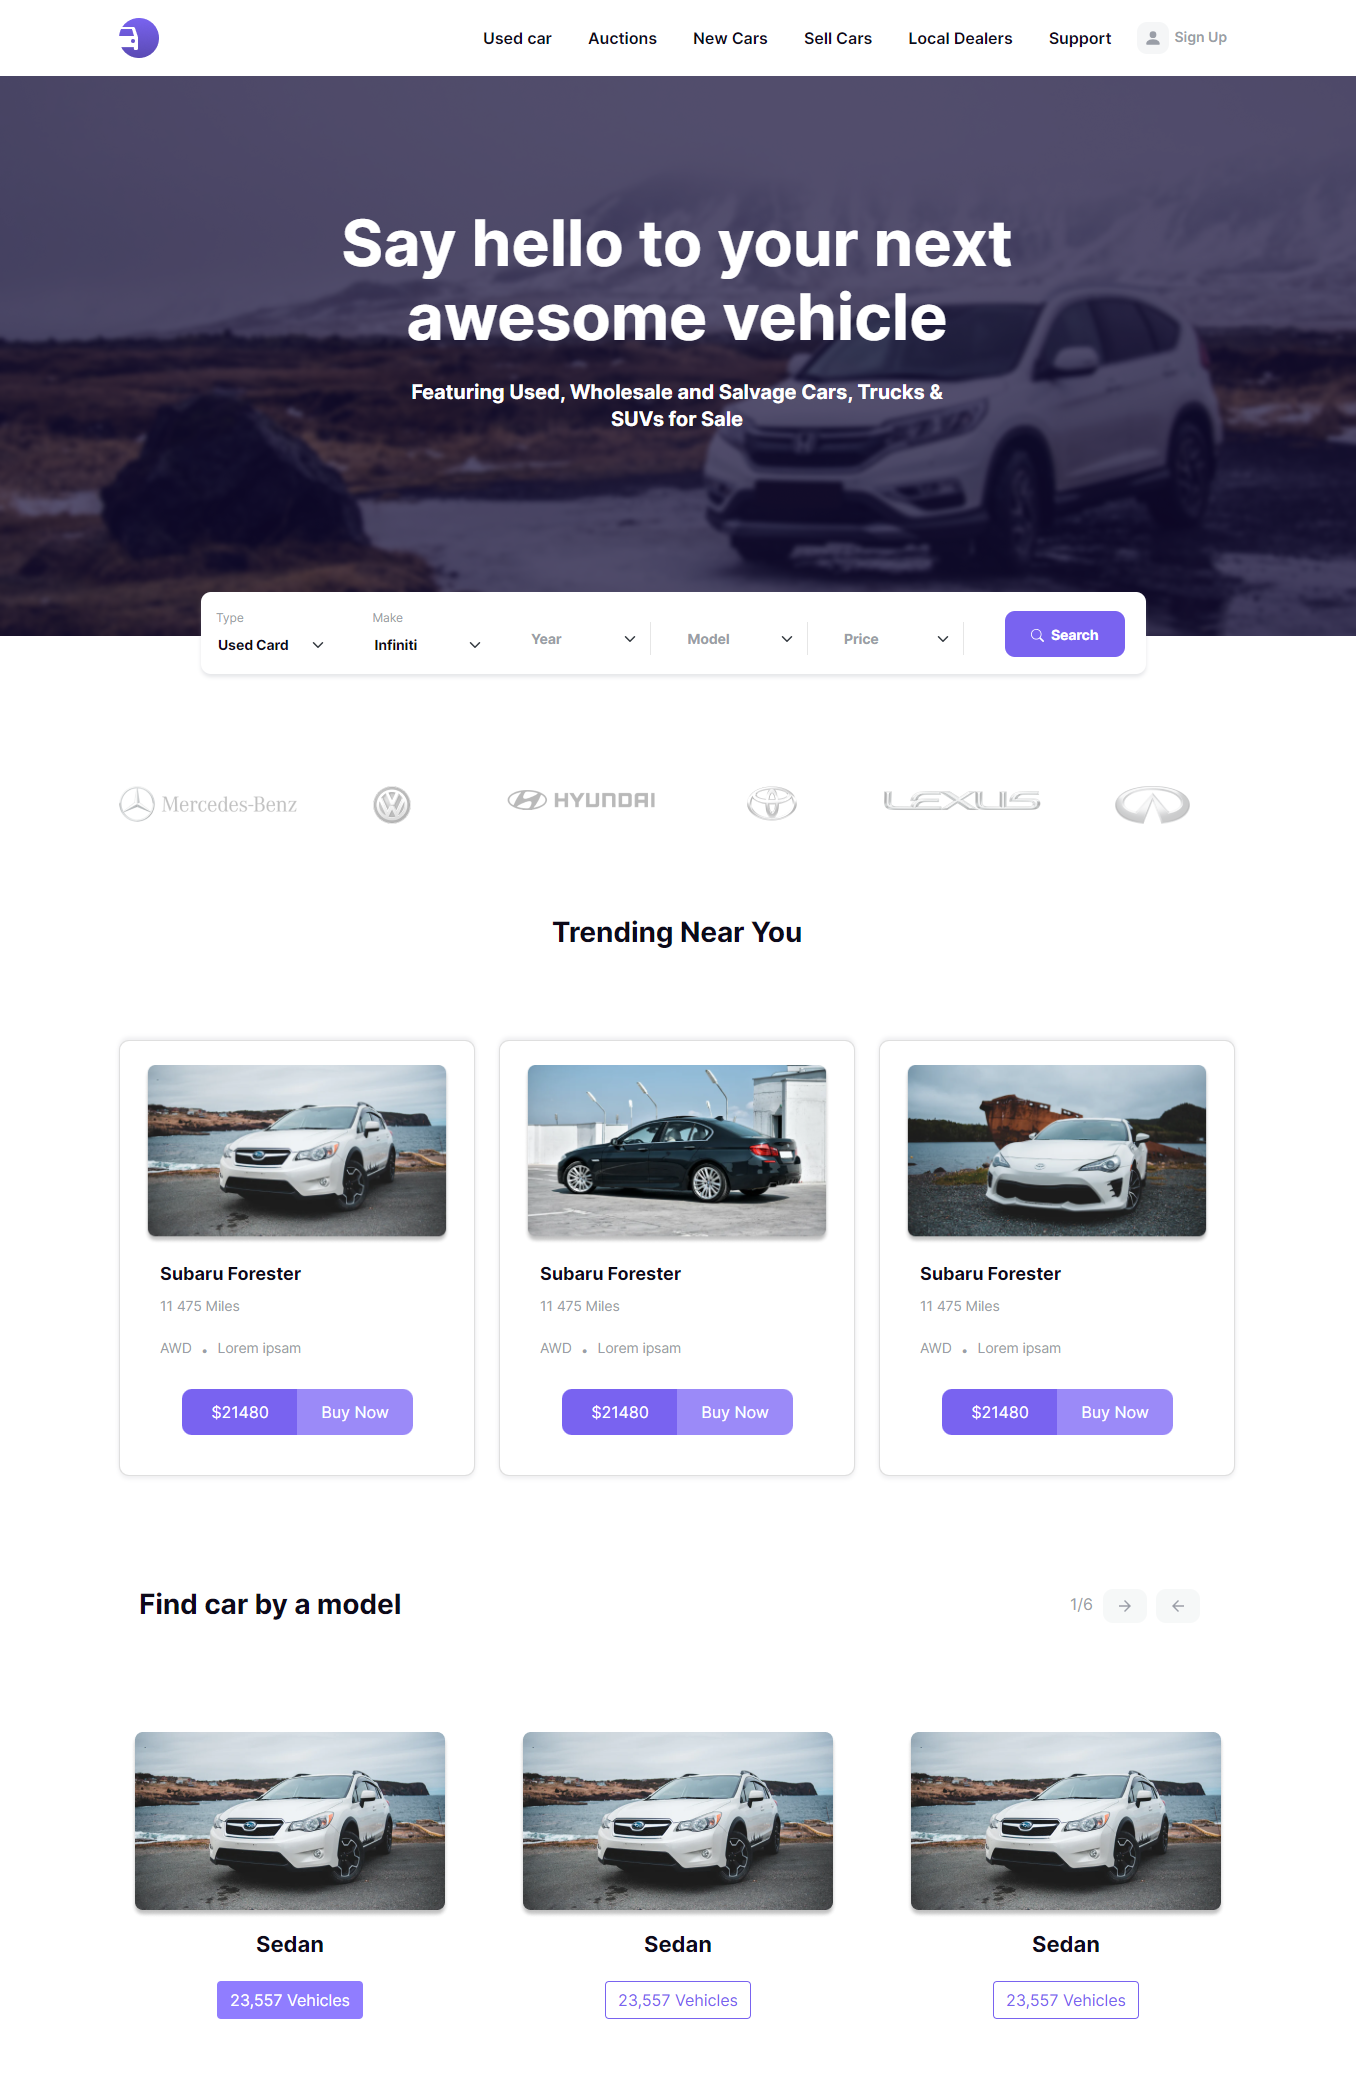 Used car Auctions New Cars Sell Cars Local Dealers Support Sign Up
Say hello to your next
awesome vehicle
Featuring Used, Wholesale and Salvage Cars, Trucks &
SUVs for Sale
Type Make
Used Card Infiniti Year Model Price Search
Mercedes-Benz HYUNDAI LEXUS
Trending Near You
Subaru Forester Subaru Forester Subaru Forester
11 475 Miles 11 475 Miles 11 475 Miles
AWD • Lorem ipsam AWD • Lorem ipsam AWD • Lorem ipsam
$21480 Buy Now $21480 Buy Now $21480 Buy Now
Find car by a model 1/6
Sedan Sedan Sedan
23,557 Vehicles 23,557 Vehicles 23,557 Vehicles